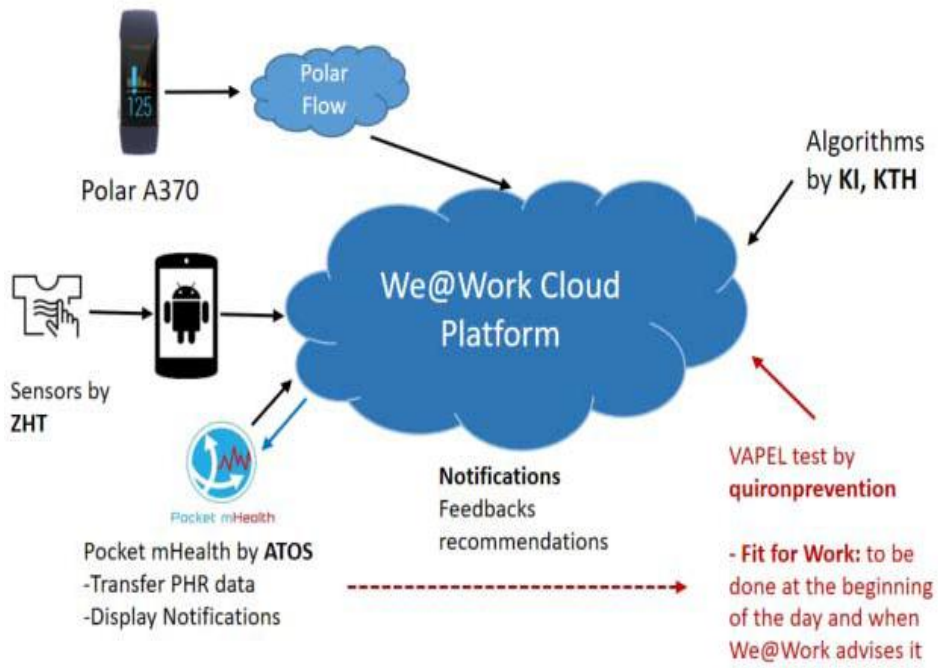 125
Polar
Flow
Polar A370
Algorithms
by KI, KTH
We@Work Cloud
Platform
Sensors by
ZHT
Pocket mHealth
Pocket mHealth by ATOS
-Transfer PHR data
-Display Notifications
Notifications
Feedbacks
recommendations
VAPEL test by
quironprevention
- Fit for Work: to be
done at the beginning
of the day and when
We@Work advises it